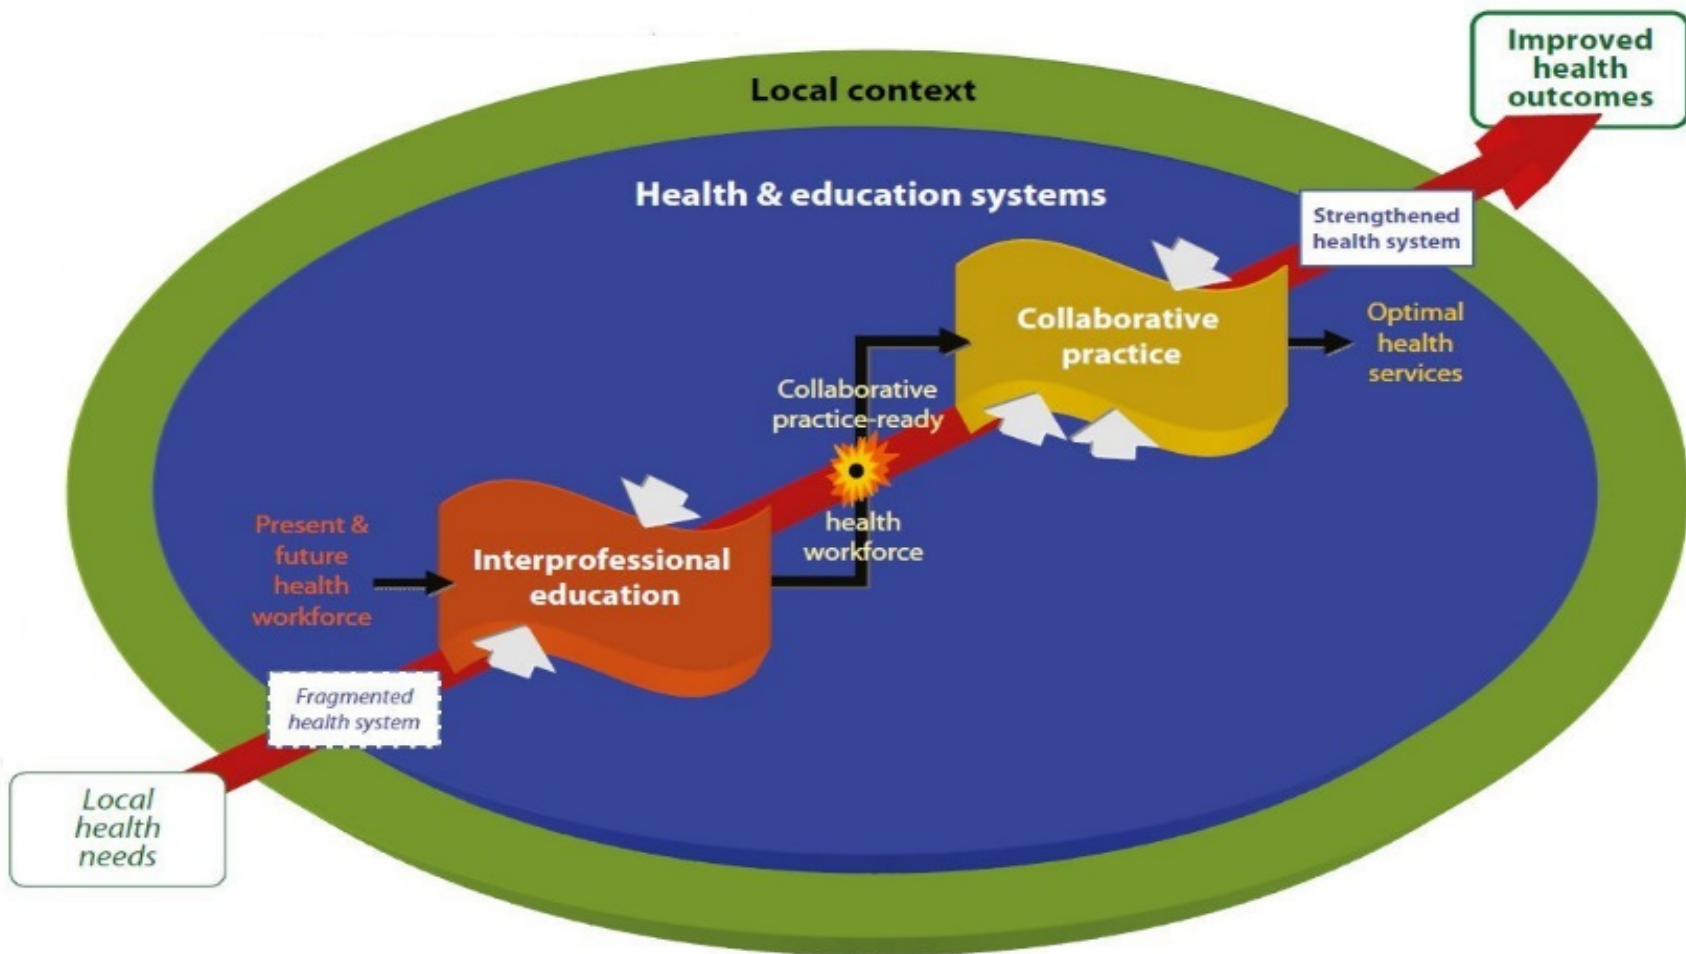 Improved
health
outcomes
Local context
Health & education systems
Strengthened
health system
Collaborative
practice
Optimal
health
services
Collaborative
practice-ready
health
workforce
Present &
future
health
workforce
Interprofessional
education
Fragmented
health system
Local
health
needs